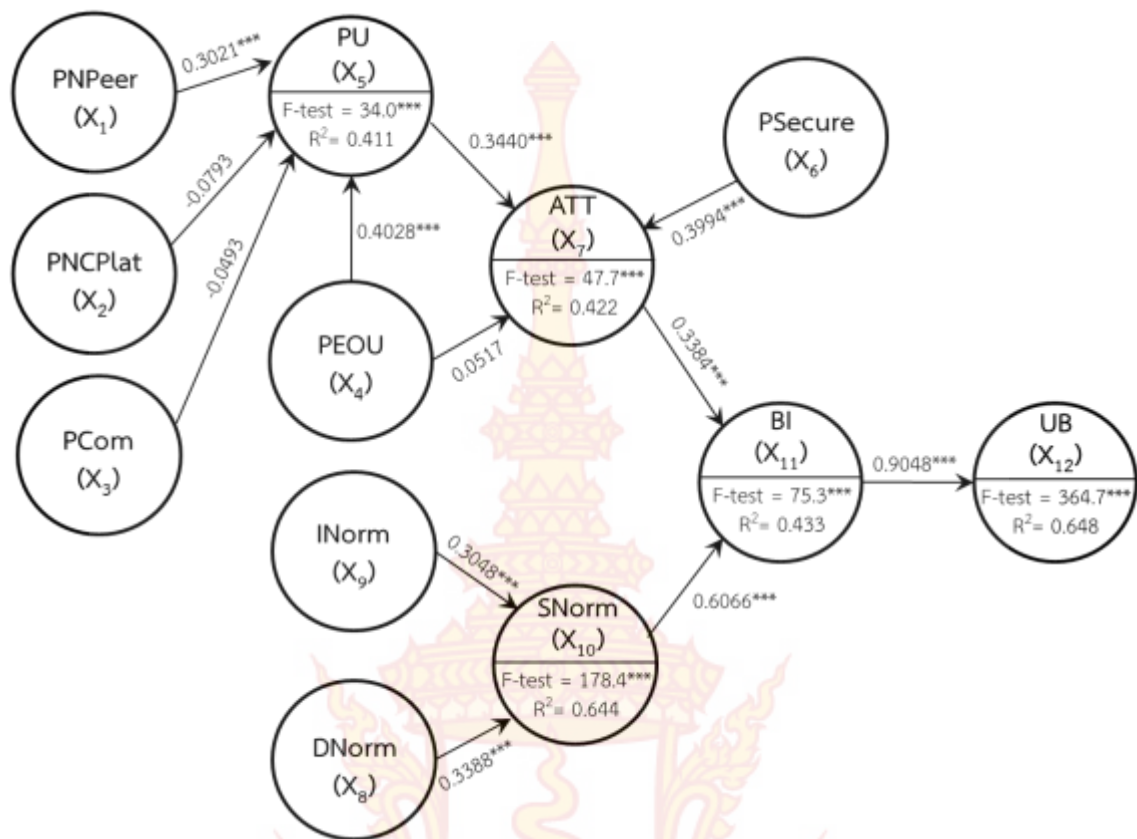 PNPeer
(X₁)
0.3021***
PU
(X₅)
F-test = 34.0***
R²= 0.411
PSecure
(X₆)
-0.0793
0.3440***
PNCPlat
(X₂)
-0.0493
0.4028***
ATT
(X₇)
F-test = 47.7***
R²= 0.422
0.3994***
PEOU
(X₄)
0.0517
0.3384***
PCom
(X₃)
BI
(X₁₁)
F-test = 75.3***
R²= 0.433
0.9048***
UB
(X₁₂)
F-test = 364.7***
R²= 0.648
INorm
(X₉)
0.3048***
SNorm
(X₁₀)
F-test = 178.4***
R²= 0.644
0.6066***
DNorm
(X₈)
0.3388***